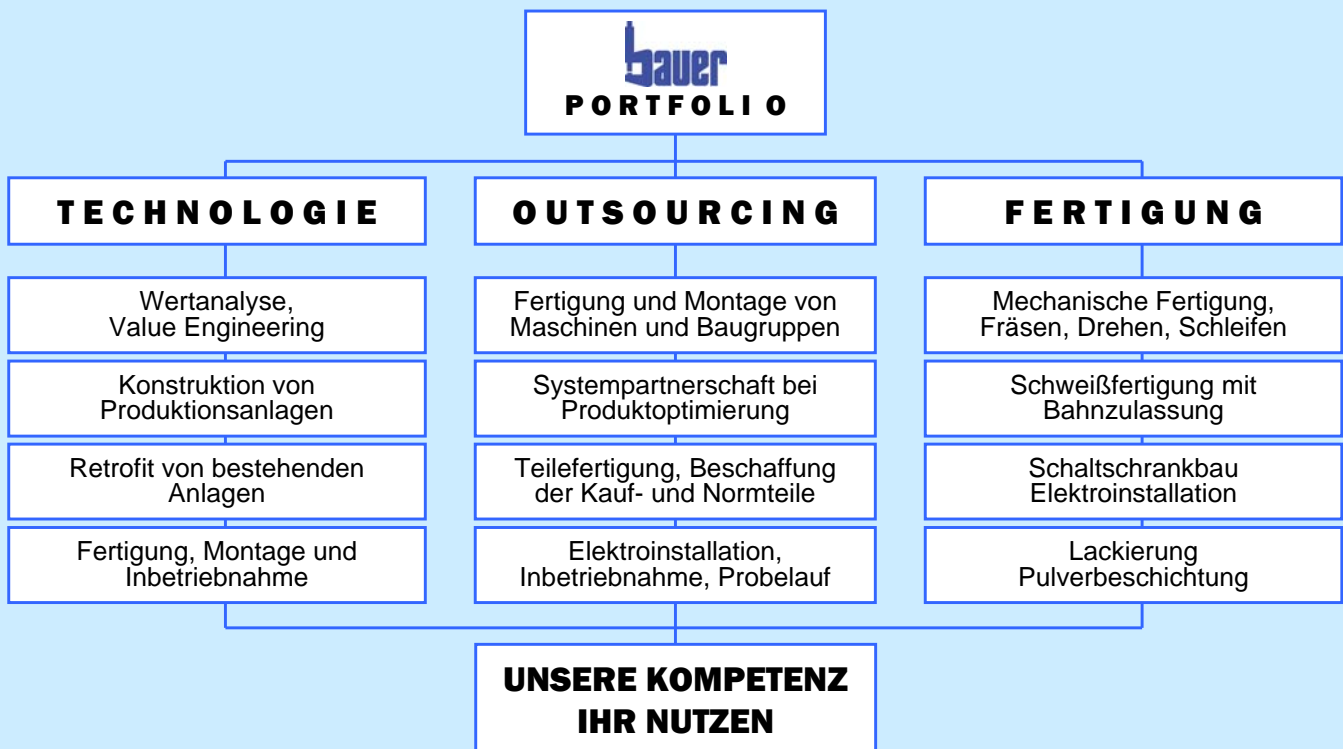 bauer
PORTFOLIO
TECHNOLOGIE
Wertanalyse,
Value Engineering
Konstruktion von
Produktionsanlagen
Retrofit von bestehenden
Anlagen
Fertigung, Montage und
Inbetriebnahme
OUTSOURCING
Fertigung und Montage von
Maschinen und Baugruppen
Systempartnerschaft bei
Produktoptimierung
Teilefertigung, Beschaffung
der Kauf- und Normteile
Elektroinstallation,
Inbetriebnahme, Probelauf
FERTIGUNG
Mechanische Fertigung,
Fräsen, Drehen, Schleifen
Schweißfertigung mit
Bahnzulassung
Schaltschrankbau
Elektroinstallation
Lackierung
Pulverbeschichtung
UNSERE KOMPETENZ
IHR NUTZEN